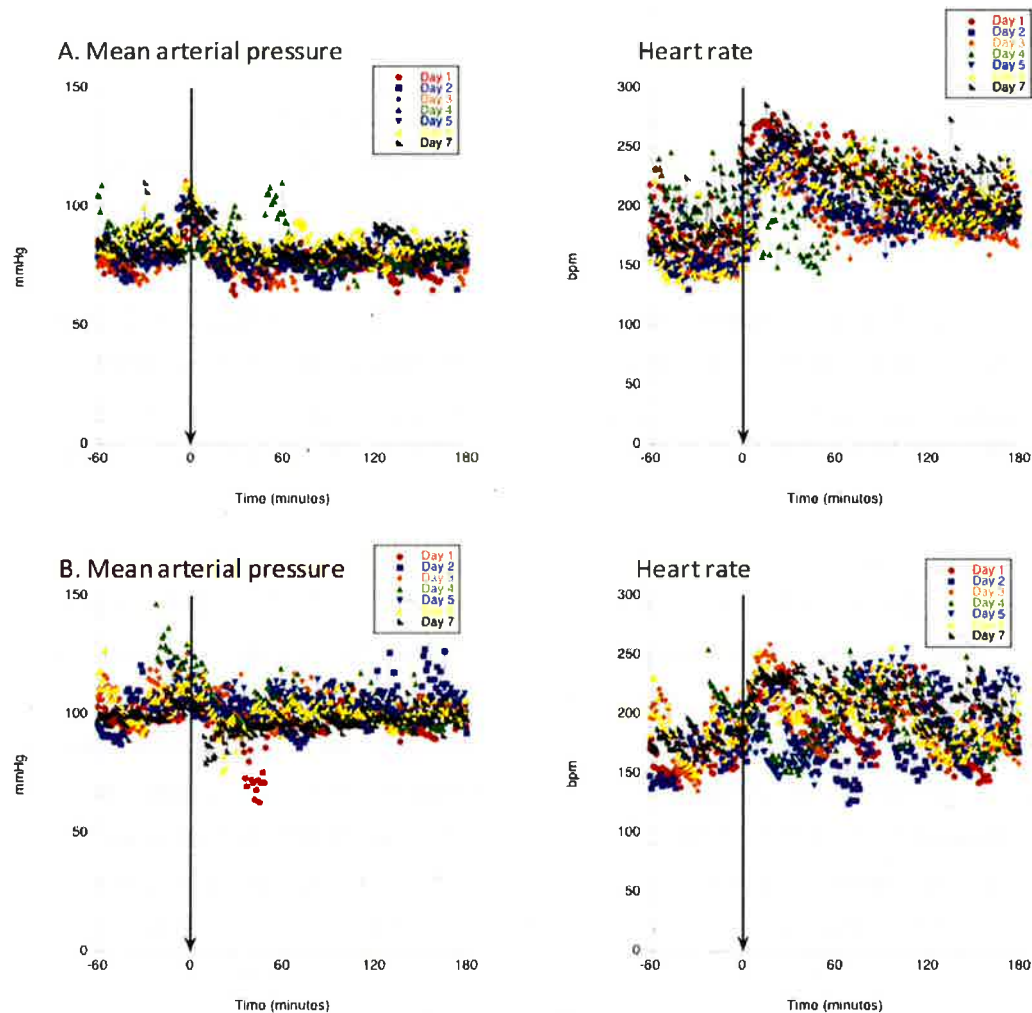 A. Mean arterial pressure
Day 1
Day 2
Day 3
Day 4
Day 5
Day 7
150
100
50
0
mmHg
-60
0
60
120
180
Time (minutes)
Heart rate
Day 1
Day 2
Day 3
Day 4
Day 5
Day 7
300
250
200
150
100
50
0
bpm
-60
0
60
120
180
Time (minutes)
B. Mean arterial pressure
Day 1
Day 2
Day 3
Day 4
Day 5
Day 7
150
100
50
0
mmHg
-60
0
60
120
180
Time (minutes)
Heart rate
Day 1
Day 2
Day 3
Day 4
Day 5
Day 7
300
250
200
150
100
50
0
bpm
-60
0
60
120
180
Time (minutes)